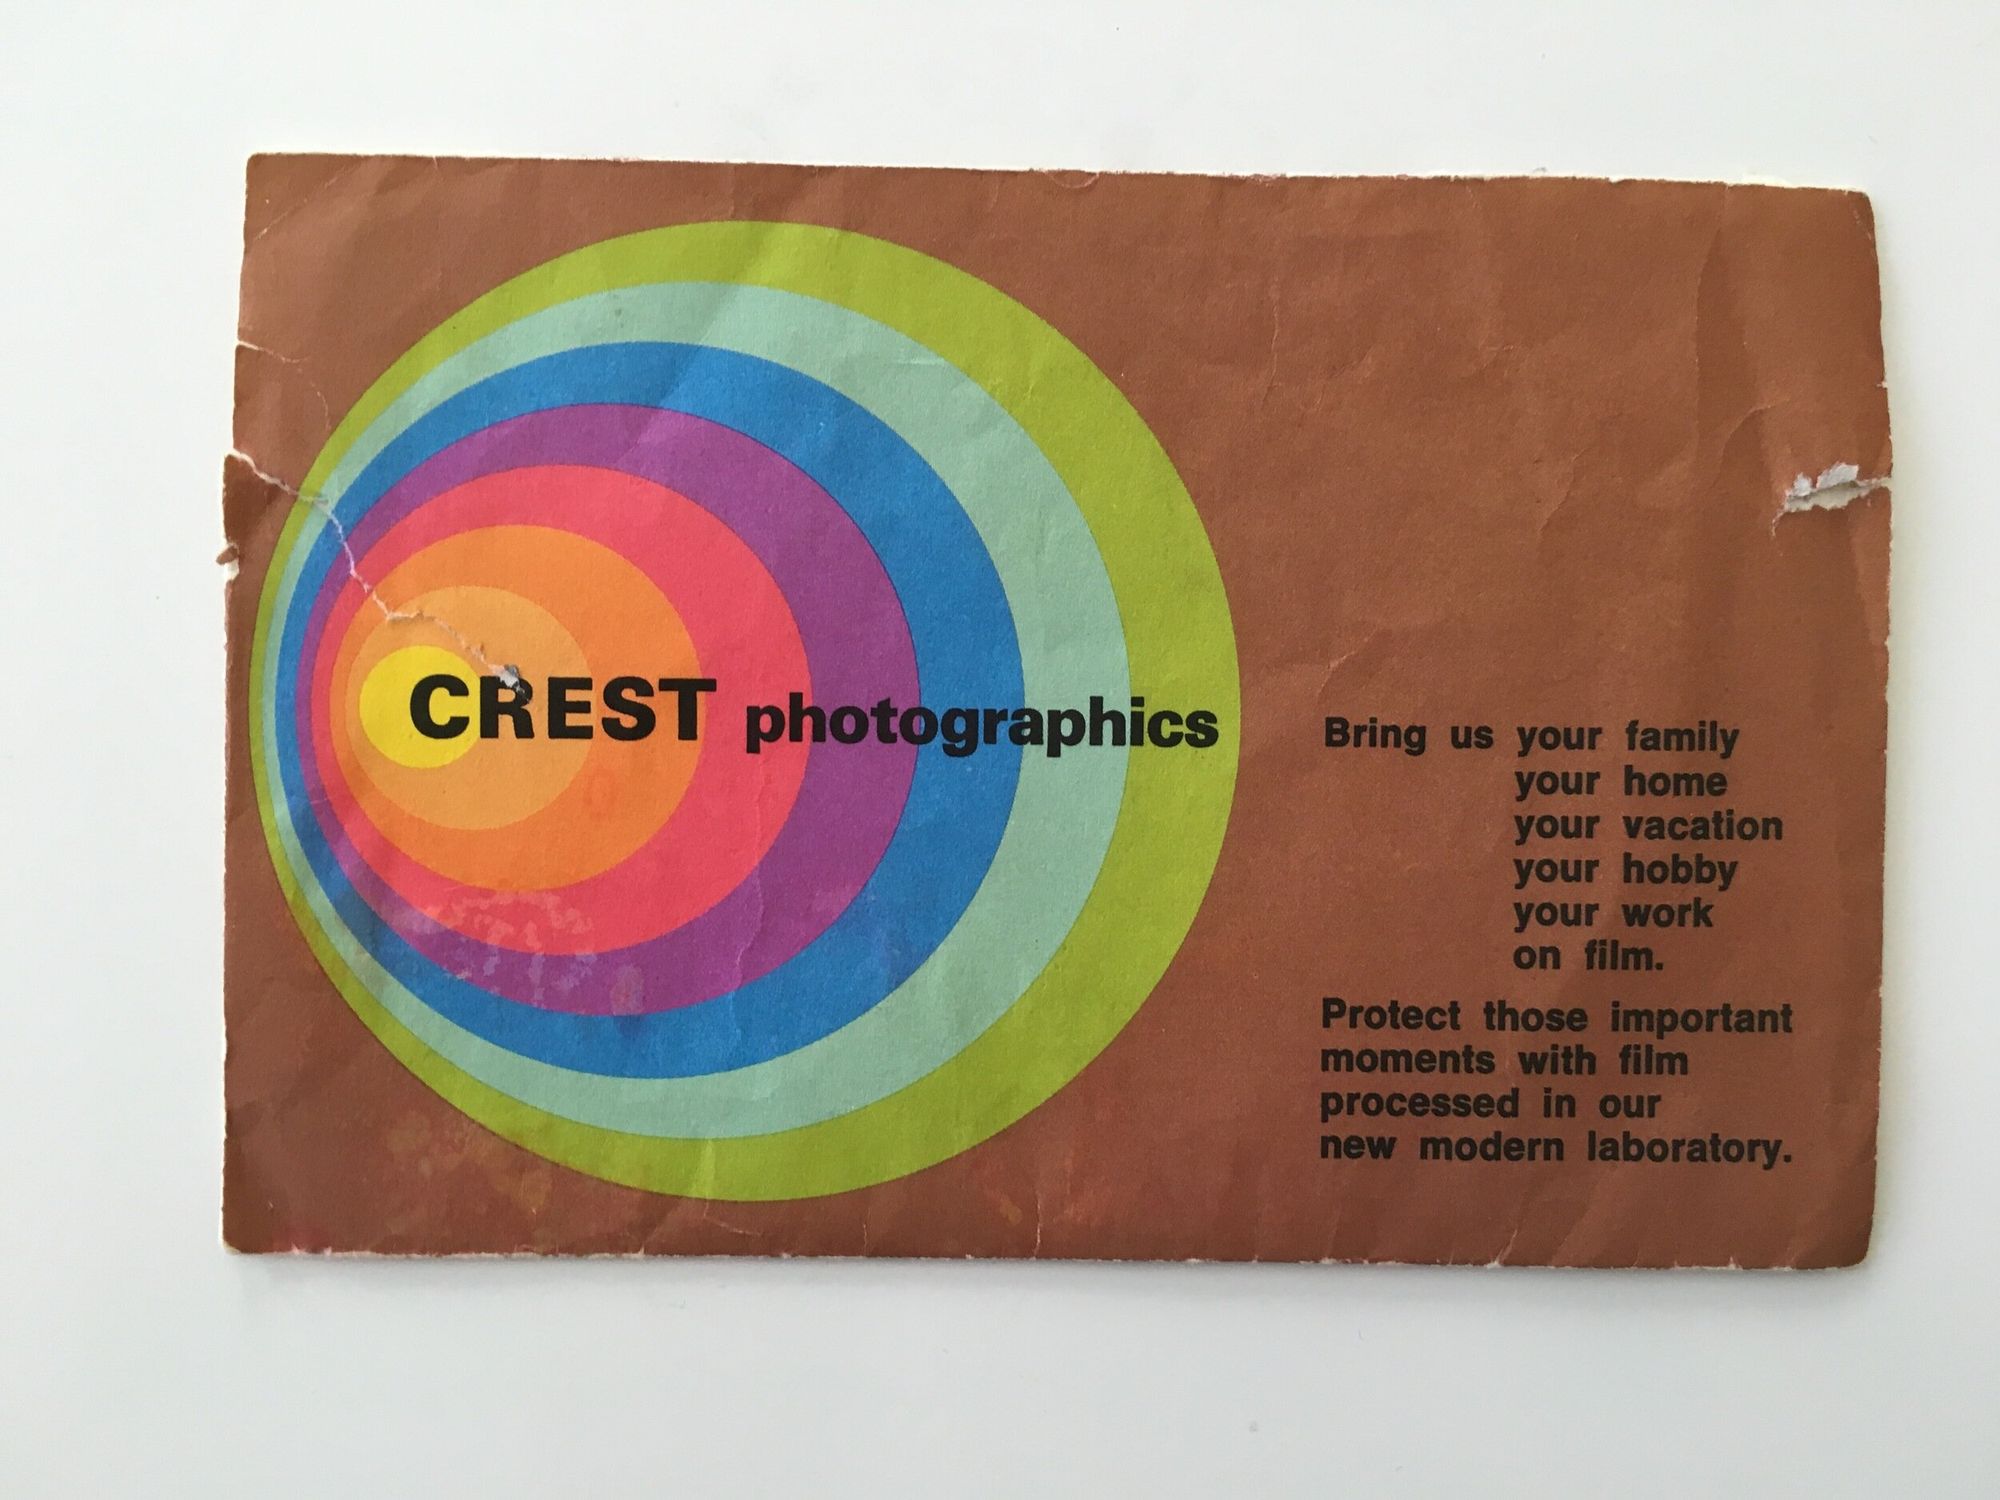 CREST photographics
Bring us your family
your home
your vacation
your hobby
your work
on film.
Protect those important
moments with film
processed in our
new modern laboratory.